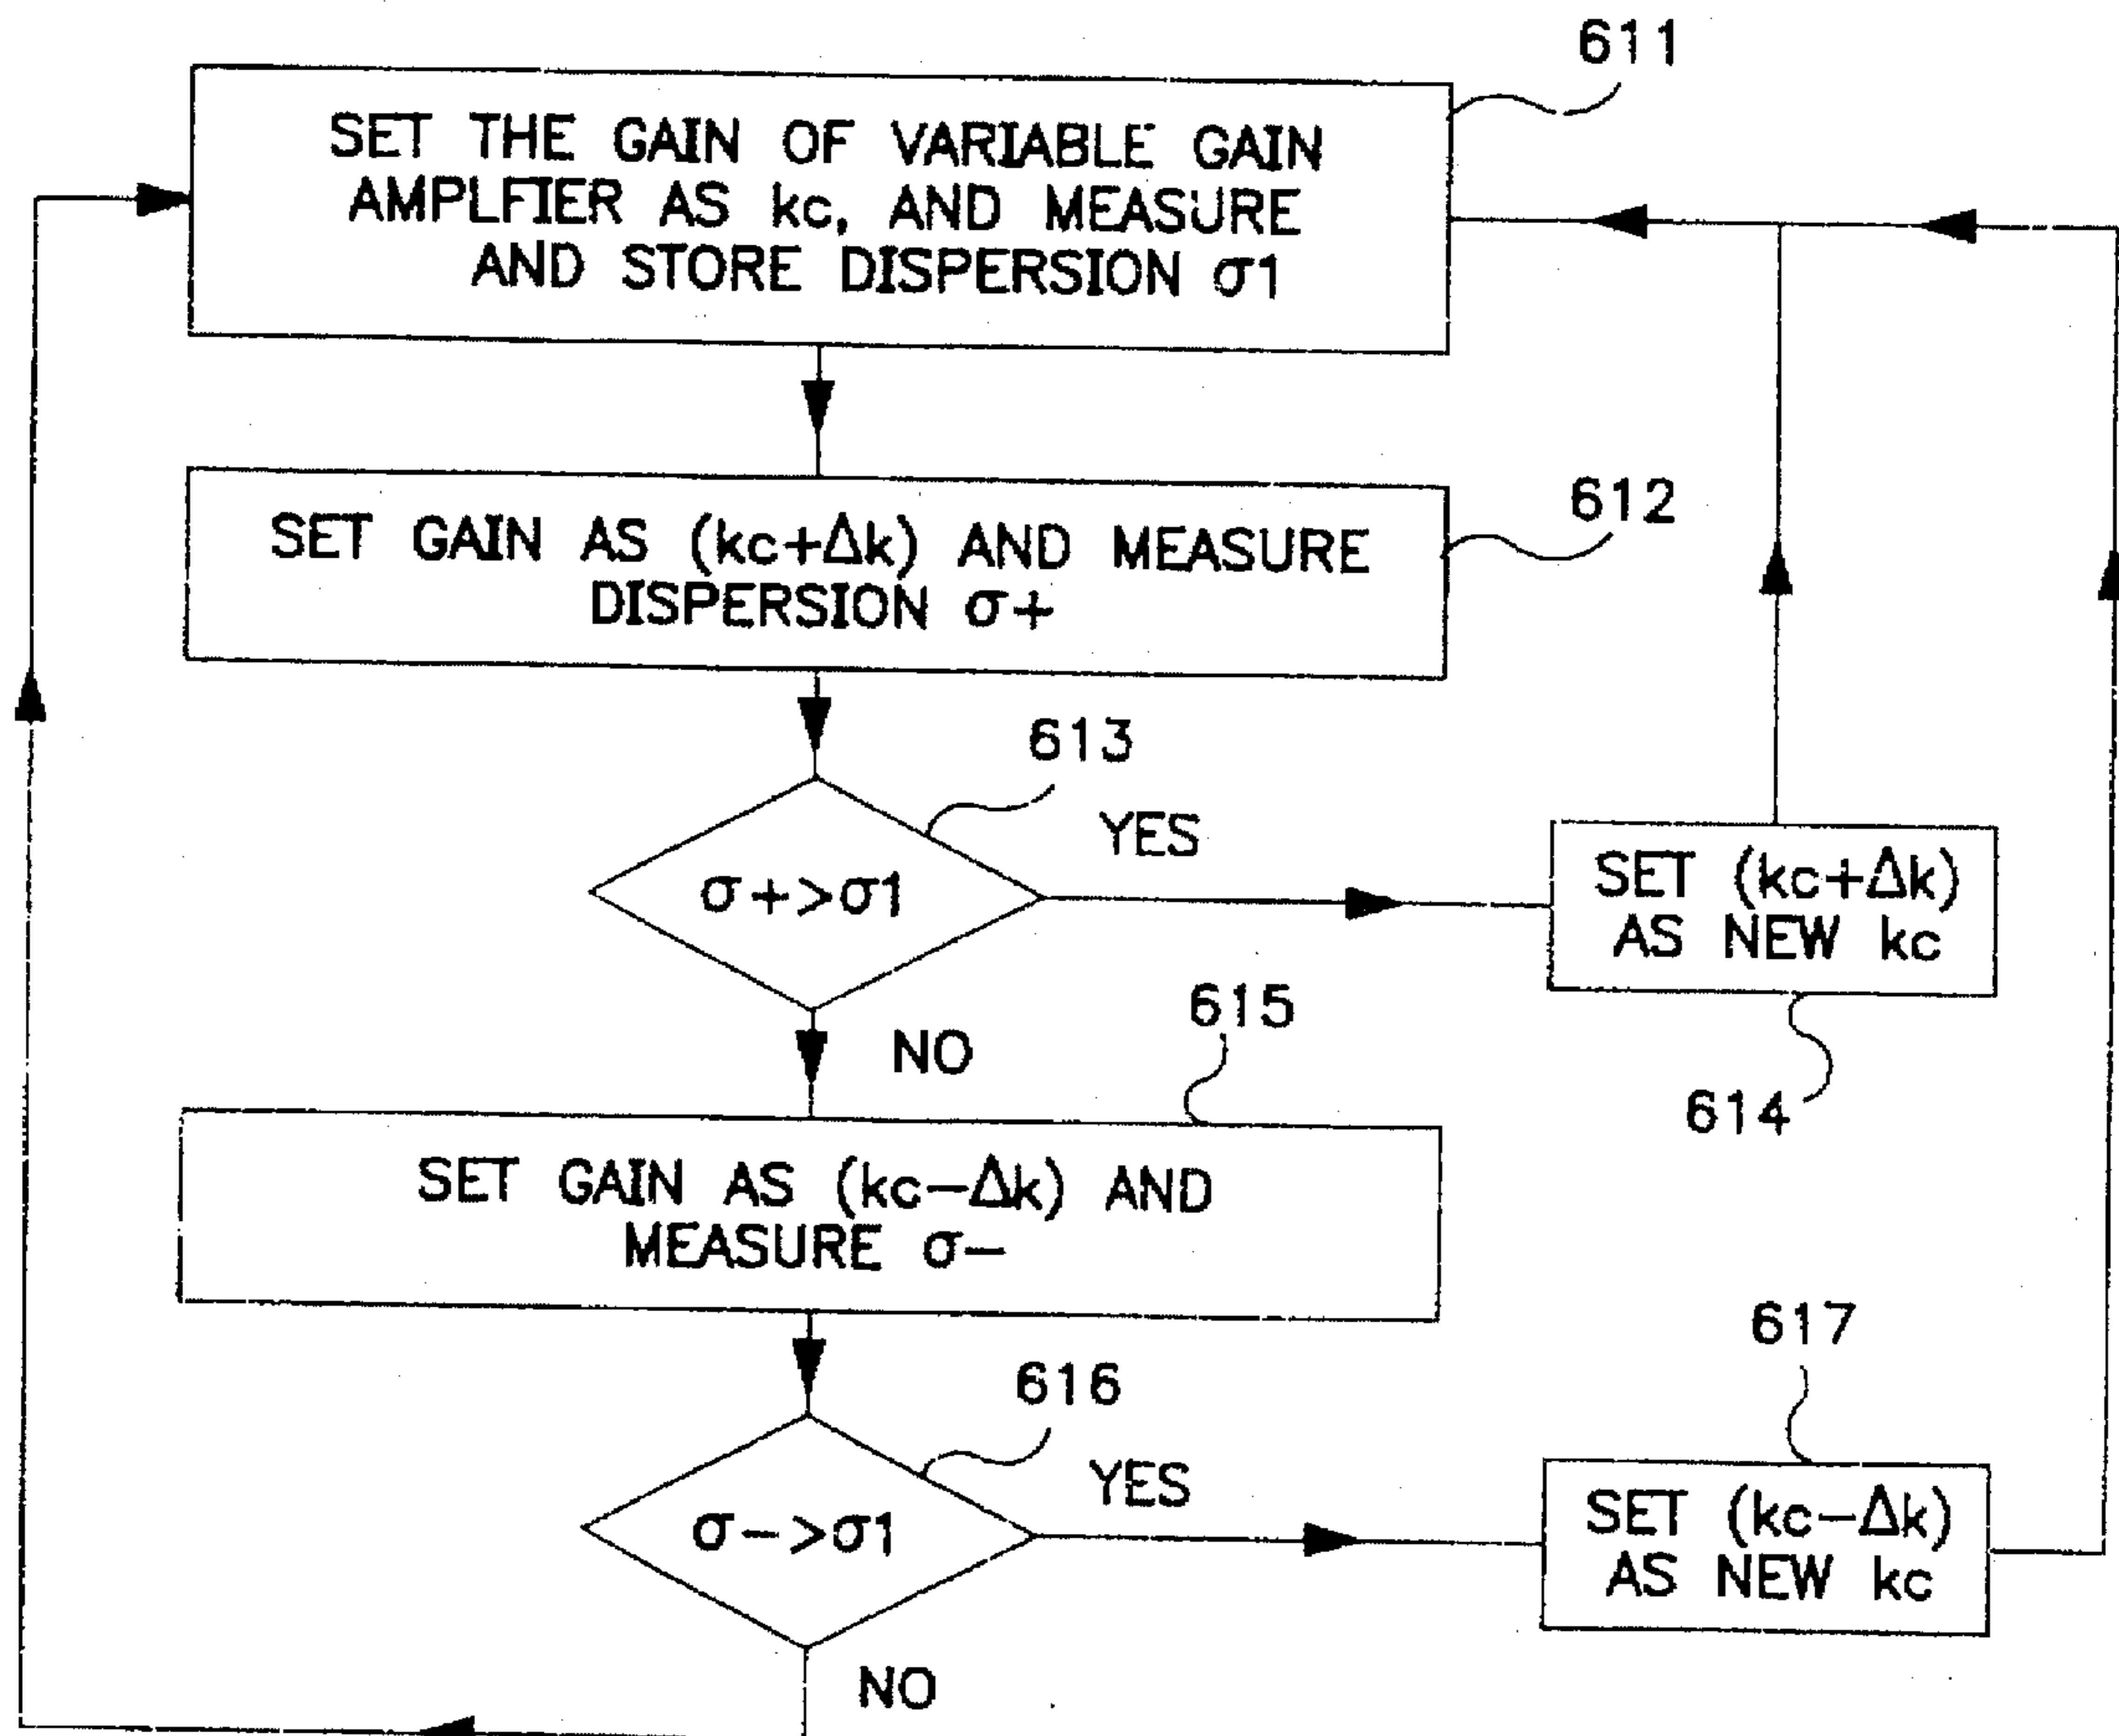 611
SET THE GAIN OF VARIABLE GAIN
AMPLFIER AS kc, AND MEASURE
AND STORE DISPERSION σ1
612
SET GAIN AS (kc+Δk) AND MEASURE
DISPERSION σ+
613
YES
σ+>σ1
SET (kc+Δk)
AS NEW kc
614
NO
615
SET GAIN AS (kc−Δk) AND
MEASURE σ−
616
YES
σ−>σ1
617
SET (kc−Δk)
AS NEW kc
NO